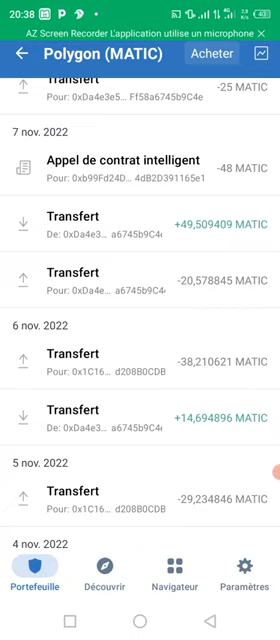 20:38
AZ Screen Recorder L'application utilise un microphone
Polygon (MATIC)
Acheter
Transfert
-25 MATIC
Pour: 0xDa4e3e5... Ff58a6745b9C4e
7 nov. 2022
Appel de contrat intelligent
-48 MATIC
Pour: 0xb99Fd24D... 4dB2D391165e1
Transfert
+49,509409 MATIC
De: 0xDa4e3... a6745b9C4e
Transfert
-20,578845 MATIC
Pour: 0xDa4e... a6745b9C4e
6 nov. 2022
Transfert
-38,210621 MATIC
Pour: 0x1C16... d208B0CDB
Transfert
+14,694896 MATIC
De: 0xDa4e3... a6745b9C4e
5 nov. 2022
Transfert
-29,234846 MATIC
Pour: 0x1C16... d208B0CDB
4 nov. 2022
Portefeuille
Découvrir
Navigateur
Paramètres